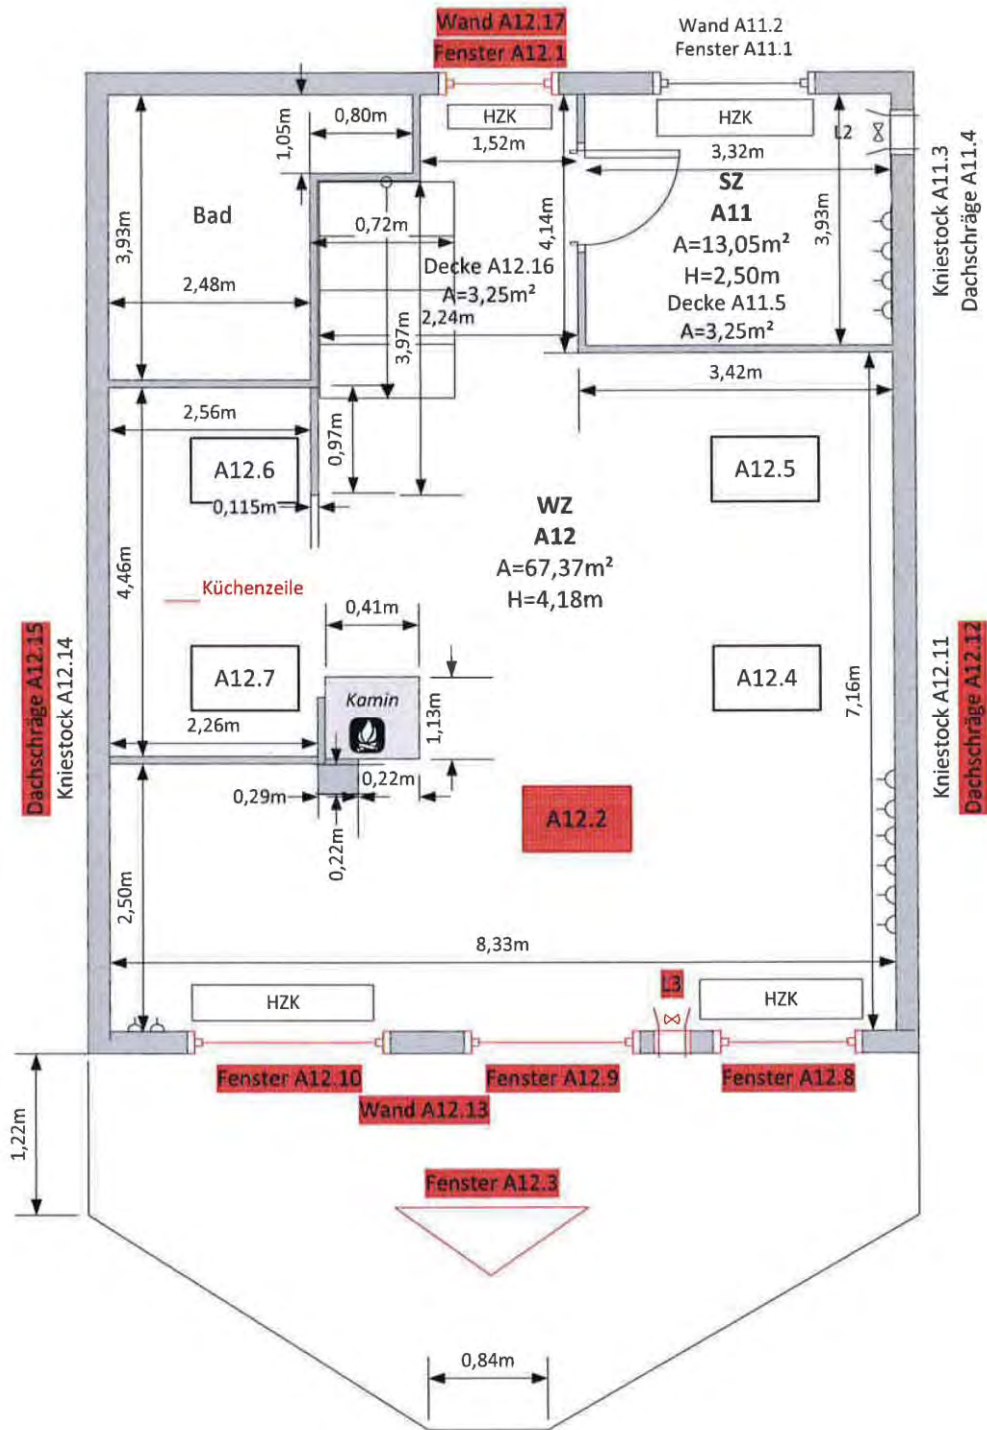 Wand A12.17
Fenster A12.1
Wand A11.2
Fenster A11.1
0,80m
HZK
HZK
1,05m
1,52m
L2
3,32m
SZ
A11
A=13,05m²
H=2,50m
Decke A11.5
A=3,25m²
3,93m
Bad
3,93m
0,72m
4,14m
Decke A12.16
A=3,25m²
2,48m
2,24m
3,97m
Kniestock A11.3
Dachschräge A11.4
3,42m
2,56m
0,97m
A12.6
A12.5
0,115m
WZ
A12
A=67,37m²
H=4,18m
4,46m
Küchenzeile
0,41m
Dachschräge A12.15
Kniestock A12.14
A12.7
Kamin
1,13m
A12.4
7,16m
Kniestock A12.11
Dachschräge A12.12
2,26m
0,29m
0,22m
0,22m
A12.2
2,50m
8,33m
HZK
L3
HZK
Fenster A12.10
Fenster A12.9
Fenster A12.8
Wand A12.13
1,22m
Fenster A12.3
0,84m